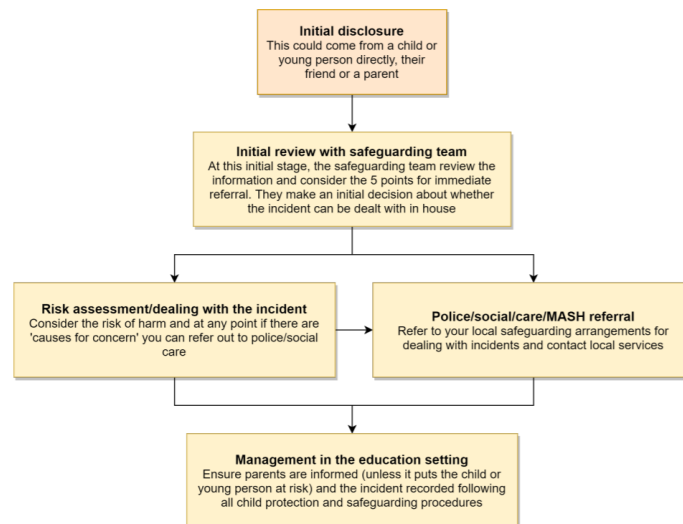 Initial disclosure
This could come from a child or
young person directly, their
friend or a parent
Initial review with safeguarding team
At this initial stage, the safeguarding team review the
information and consider the 5 points for immediate
referral. They make an initial decision about whether
the incident can be dealt with in house
Risk assessment/dealing with the incident
Consider the risk of harm and at any point if there are
'causes for concern' you can refer out to police/social
care
Police/social/care/MASH referral
Refer to your local safeguarding arrangements for
dealing with incidents and contact local services
Management in the education setting
Ensure parents are informed (unless it puts the child or
young person at risk) and the incident recorded following
all child protection and safeguarding procedures